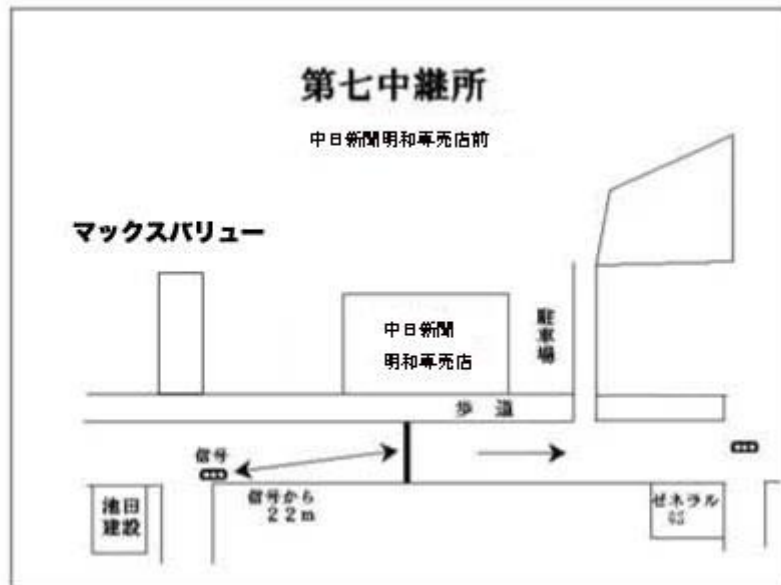 第七中継所
中日新聞明和専売店前
マックスバリュー
中日新聞
明和専売店
駐車場
歩道
信号
信号から
22m
池田
建設
ゼネラル
GS